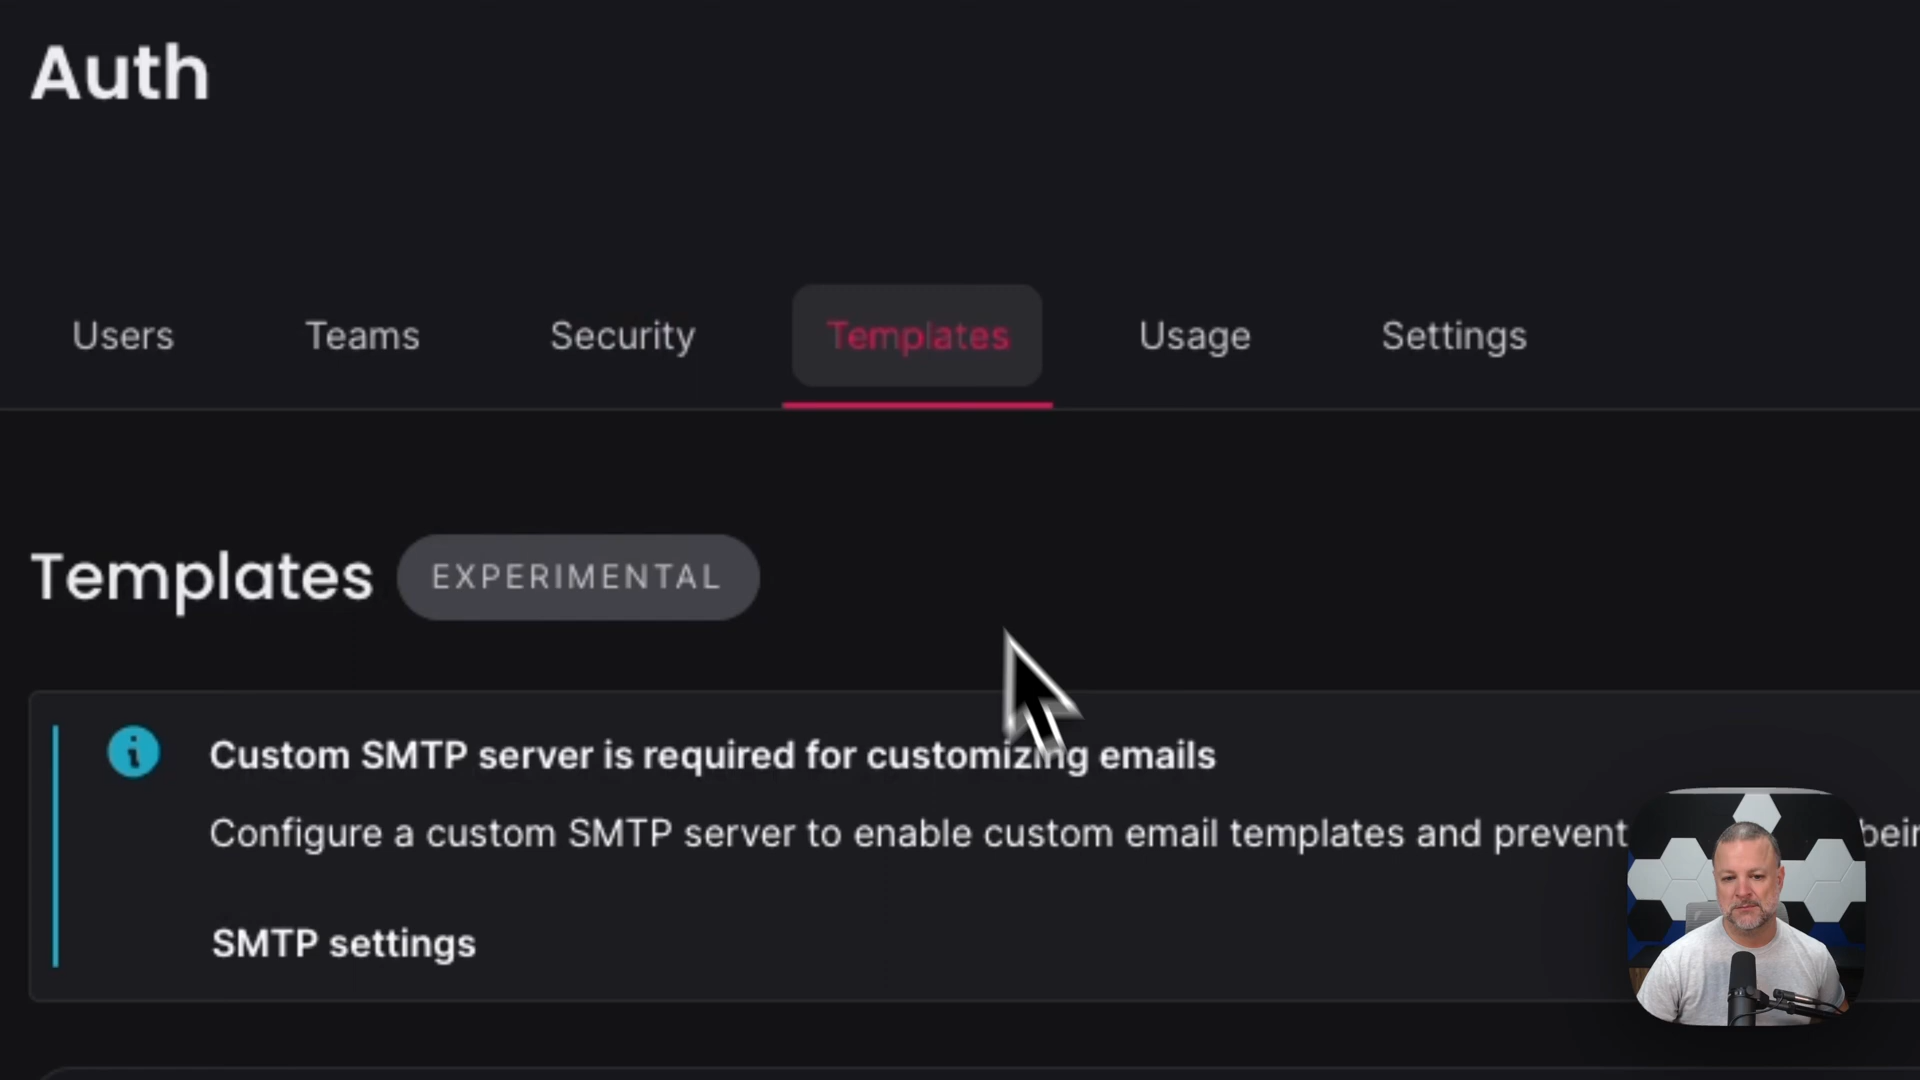 Auth
Users Teams Security Templates Usage Settings
Templates EXPERIMENTAL
Custom SMTP server is required for customizing emails
Configure a custom SMTP server to enable custom email templates and prevent
SMTP settings